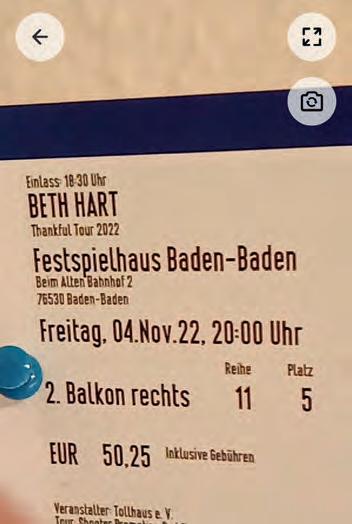 Einlass: 18:30 Uhr
BETH HART
Thankful Tour 2022
Festspielhaus Baden-Baden
Beim Alten Bahnhof 2
76530 Baden-Baden
Freitag, 04.Nov.22, 20:00 Uhr
Reihe Platz
2. Balkon rechts 11 5
EUR 50,25 Inklusive Gebühren
Veranstalter: Tollhaus e. V.